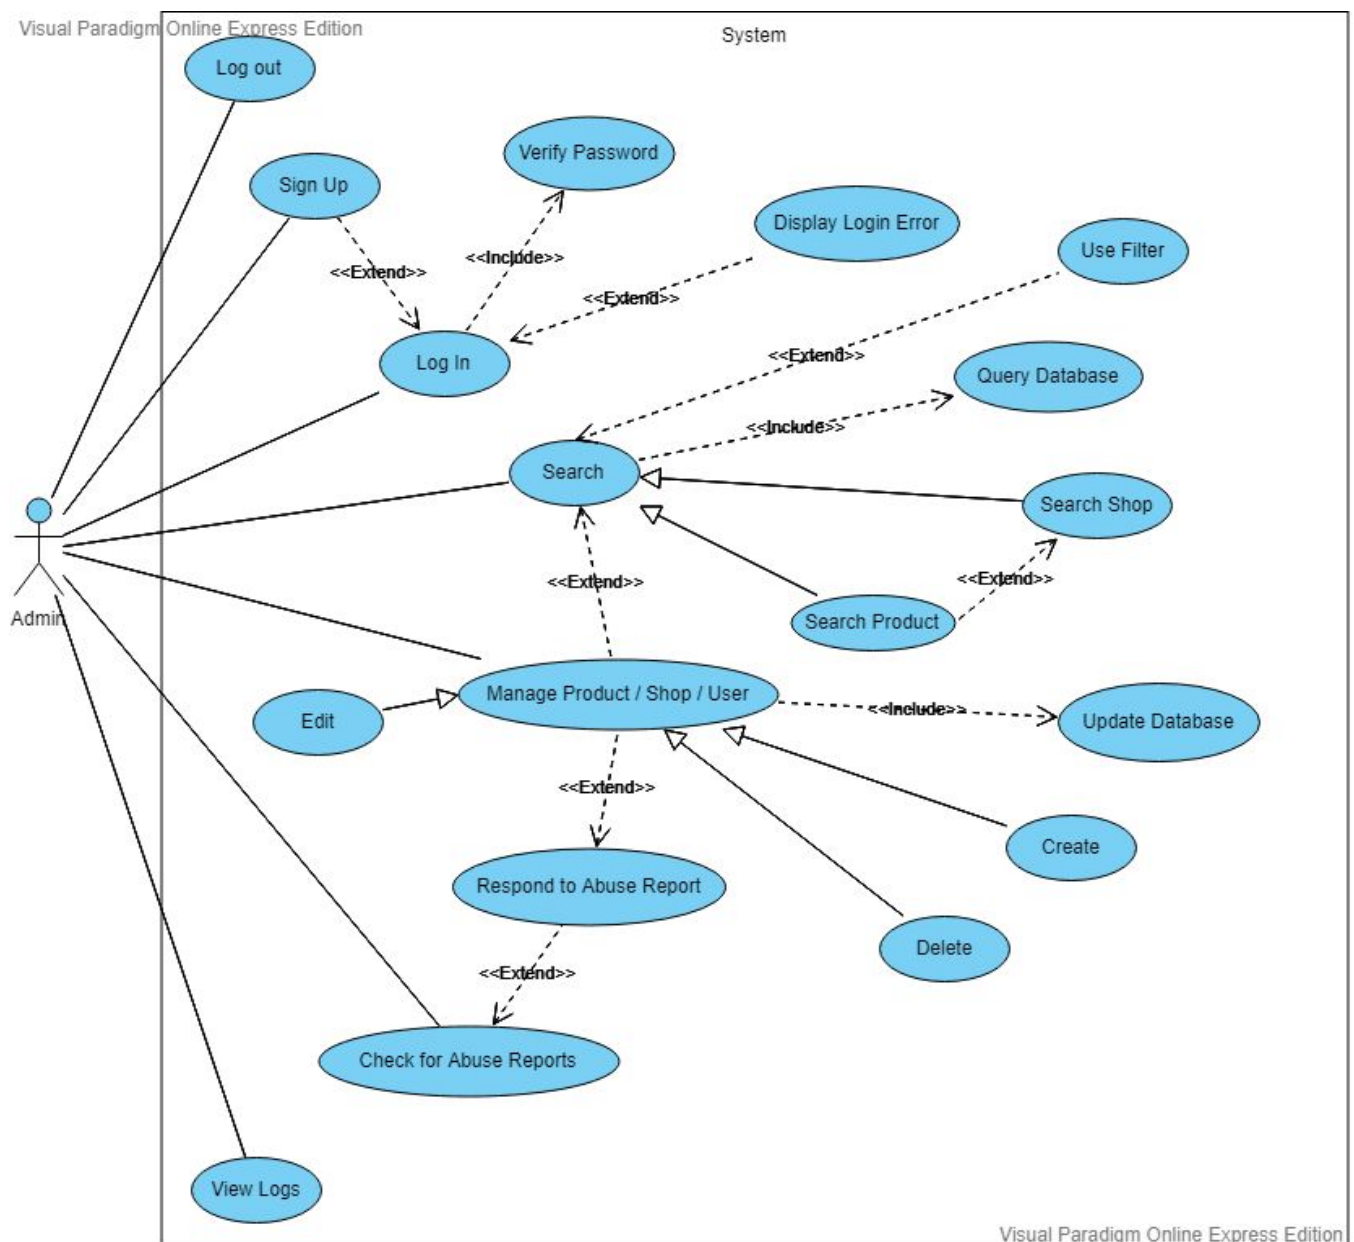 Visual Paradigm Online Express Edition
System
Log out
Verify Password
Sign Up
Display Login Error
Use Filter
<<Include>>
<<Extend>>
<<Extend>>
Log In
<<Extend>>
Query Database
<<Include>>
Search
Search Shop
<<Extend>>
<<Extend>>
Admin
Search Product
Manage Product / Shop / User
<<Include>>
Edit
Update Database
<<Extend>>
Create
Respond to Abuse Report
Delete
<<Extend>>
Check for Abuse Reports
View Logs
Visual Paradigm Online Express Edition